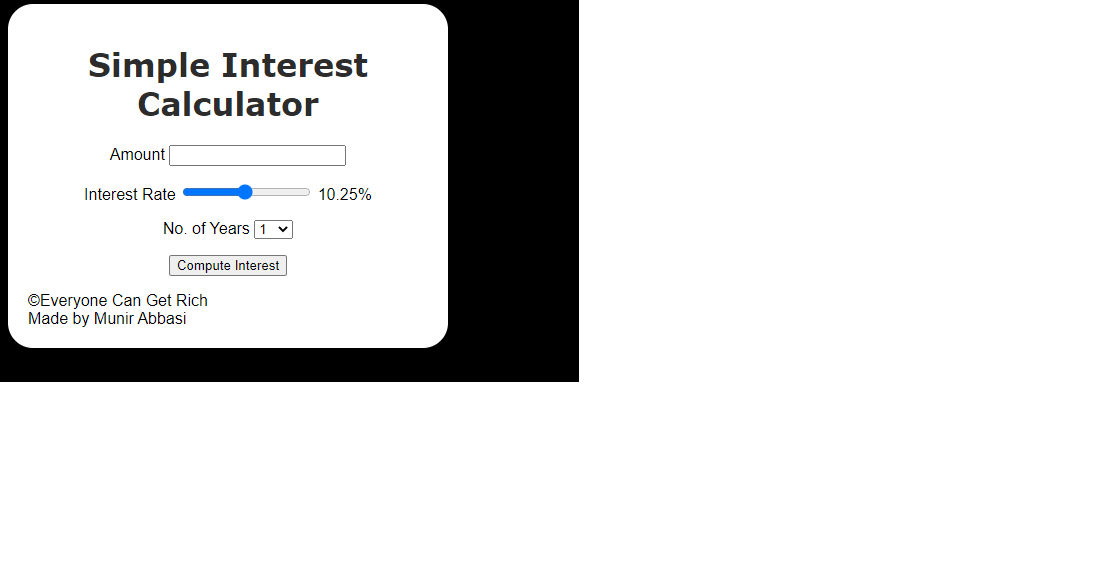 Simple Interest
Calculator
Amount
Interest Rate 10.25%
No. of Years 1
Compute Interest
©Everyone Can Get Rich
Made by Munir Abbasi